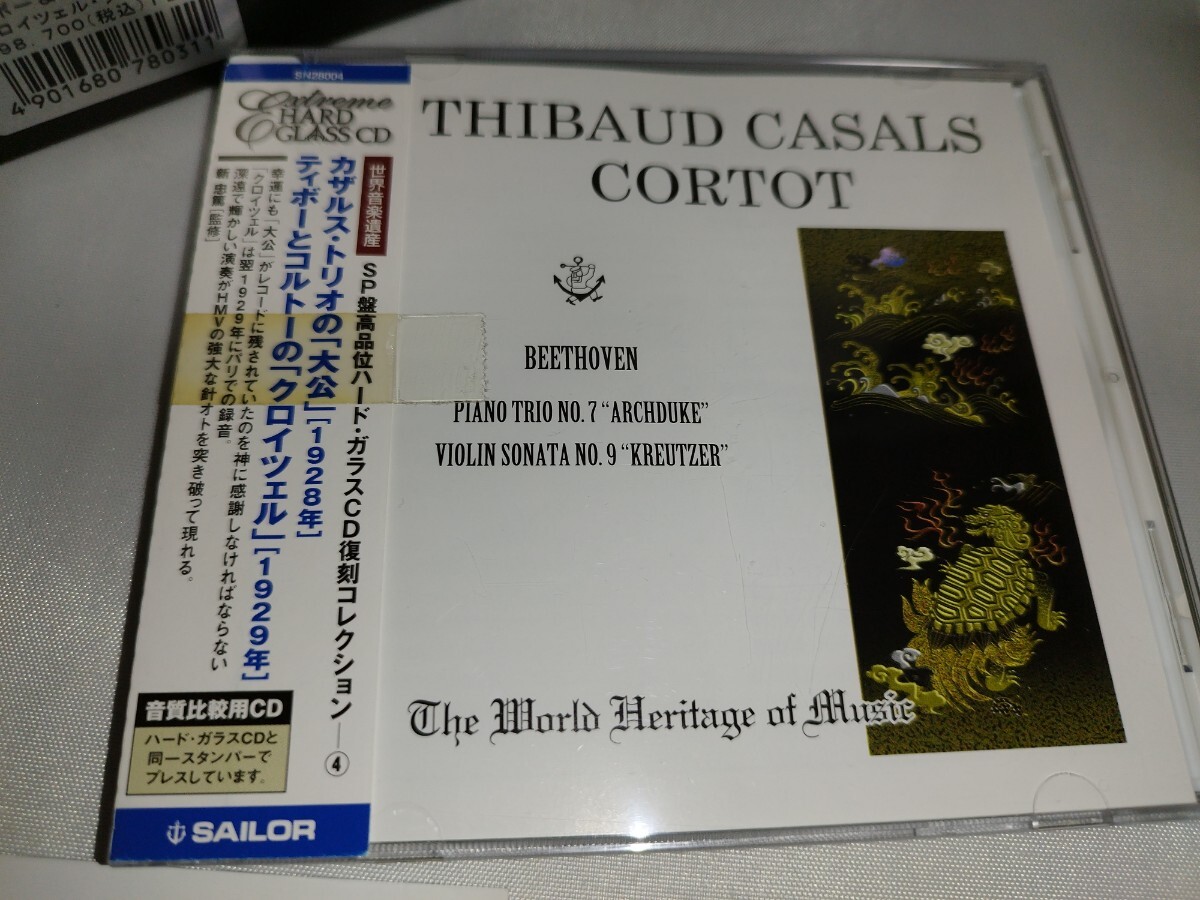 ロイツェル・
98.700(税込)
4901680 780311
SN28004
Extreme
HARD
GLASS CD
世界音楽遺産
SP盤高品位ハード・ガラスCD復刻コレクション──④
カザルス・トリオの「大公」[1928年]
ティボーとコルトーの「クロイツェル」[1929年]
幸運にも「大公」がレコードに残されていたのを神に感謝しなければならない
「クロイツェル」は翌1929年にパリでの録音。
深遠で輝かしい演奏がHMVの強大な針オトを突き破って現れる。
新 忠篤[監修]
音質比較用CD
ハード・ガラスCDと
同一スタンパーで
プレスしています。
SAILOR
THIBAUD CASALS
CORTOT
BEETHOVEN
PIANO TRIO NO. 7 “ARCHDUKE”
VIOLIN SONATA NO. 9 “KREUTZER”
The World Heritage of Music